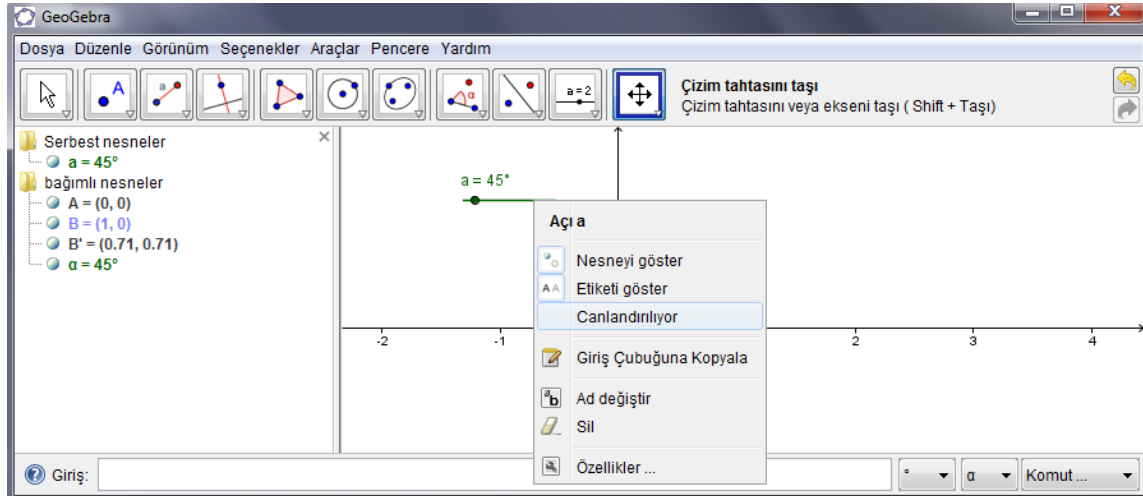 GeoGebra
Dosya Düzenle Görünüm Seçenekler Araçlar Pencere Yardım
A
a
α
a = 2
Çizim tahtasını taşı
Çizim tahtasını veya ekseni taşı ( Shift + Taşı)
Serbest nesneler
a = 45°
bağımlı nesneler
A = (0, 0)
B = (1, 0)
B' = (0.71, 0.71)
α = 45°
a = 45°
Açı a
Nesneyi göster
AA Etiketi göster
Canlandırılıyor
-2 -1 2 3 4
Giriş Çubuğuna Kopyala
ab Ad değiştir
Sil
Özellikler ...
Giriş: ° α Komut ...